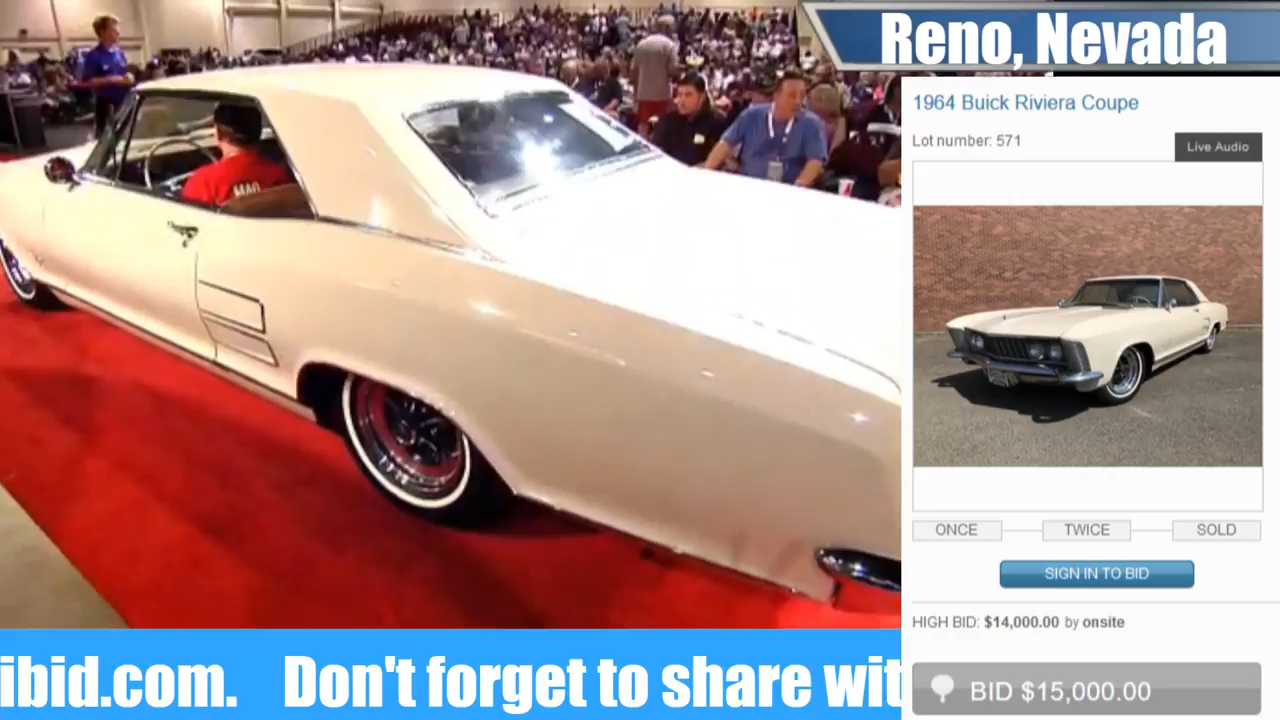 Reno, Nevada
1964 Buick Riviera Coupe
Lot number: 571
Live Audio
ONCE
TWICE
SOLD
SIGN IN TO BID
HIGH BID: $14,000.00 by onsite
BID $15,000.00
ibid.com. Don't forget to share wit